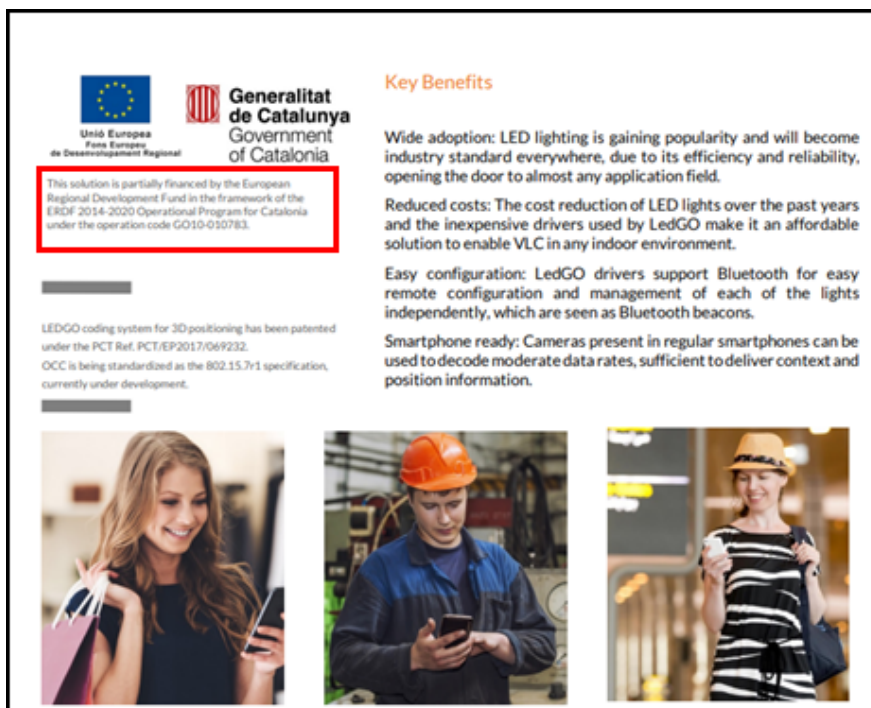 Unió Europea
Fons Europeu
de Desenvolupament Regional
Generalitat
de Catalunya
Government
of Catalonia
This solution is partially financed by the European
Regional Development Fund in the framework of the
ERDF 2014-2020 Operational Program for Catalonia
under the operation code GO10-010783.
LEDGO coding system for 3D positioning has been patented
under the PCT Ref. PCT/EP2017/069232.
OCC is being standardized as the 802.15.7r1 specification,
currently under development.
Key Benefits
Wide adoption: LED lighting is gaining popularity and will become
industry standard everywhere, due to its efficiency and reliability,
opening the door to almost any application field.
Reduced costs: The cost reduction of LED lights over the past years
and the inexpensive drivers used by LedGO make it an affordable
solution to enable VLC in any indoor environment.
Easy configuration: LedGO drivers support Bluetooth for easy
remote configuration and management of each of the lights
independently, which are seen as Bluetooth beacons.
Smartphone ready: Cameras present in regular smartphones can be
used to decode moderate data rates, sufficient to deliver context and
position information.